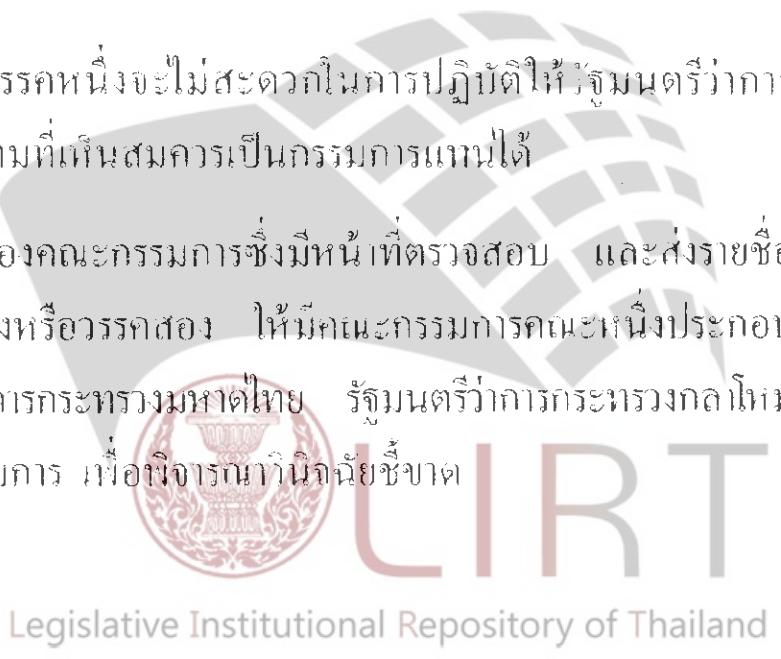 รรคหนึ่งจะไม่สะดวกในการปฏิบัติให้รัฐมนตรีว่าการ
ามที่เห็นสมควรเป็นกรรมการแทนได้
องคณะกรรมการซึ่งมีหน้าที่ตรวจสอบ และส่งรายชื่อ
งหรือวรรคสอง ให้มีคณะกรรมการคณะหนึ่งประกอบ
การกระทรวงมหาดไทย รัฐมนตรีว่าการกระทรวงกลาโหม
มการ เพื่อพิจารณาวินิจฉัยชี้ขาด
LIRT
Legislative Institutional Repository of Thailand